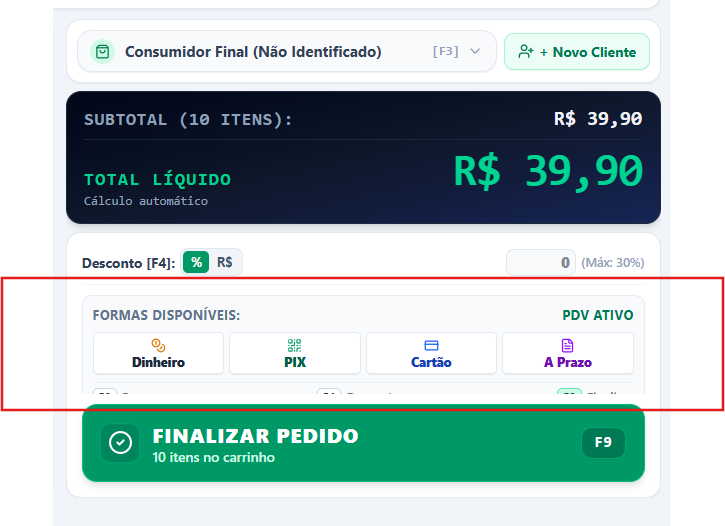 Consumidor Final (Não Identificado) [F3] + Novo Cliente
SUBTOTAL (10 ITENS): R$ 39,90
TOTAL LÍQUIDO R$ 39,90
Cálculo automático
Desconto [F4]: % R$ 0 (Máx: 30%)
FORMAS DISPONÍVEIS: PDV ATIVO
Dinheiro PIX Cartão A Prazo
FINALIZAR PEDIDO
10 itens no carrinho F9